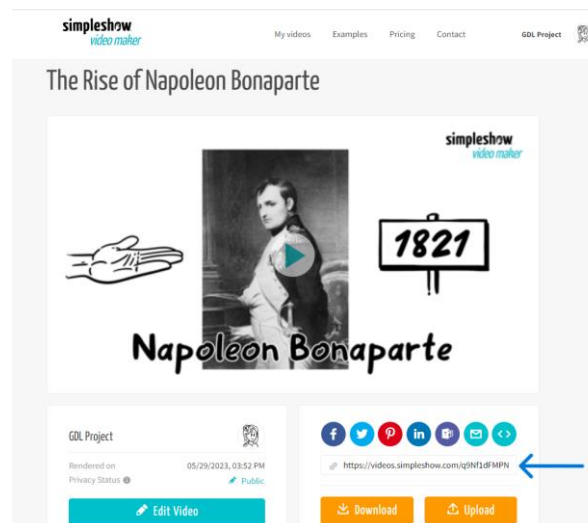 simpleshow
video maker
My videos Examples Pricing Contact GDL Project
The Rise of Napoleon Bonaparte
simpleshow
video maker
1821
Napoleon Bonaparte
GDL Project
Rendered on 05/29/2023, 03:52 PM
Privacy Status Public
Edit Video
https://videos.simpleshow.com/q9Nf1dFMPN
Download Upload